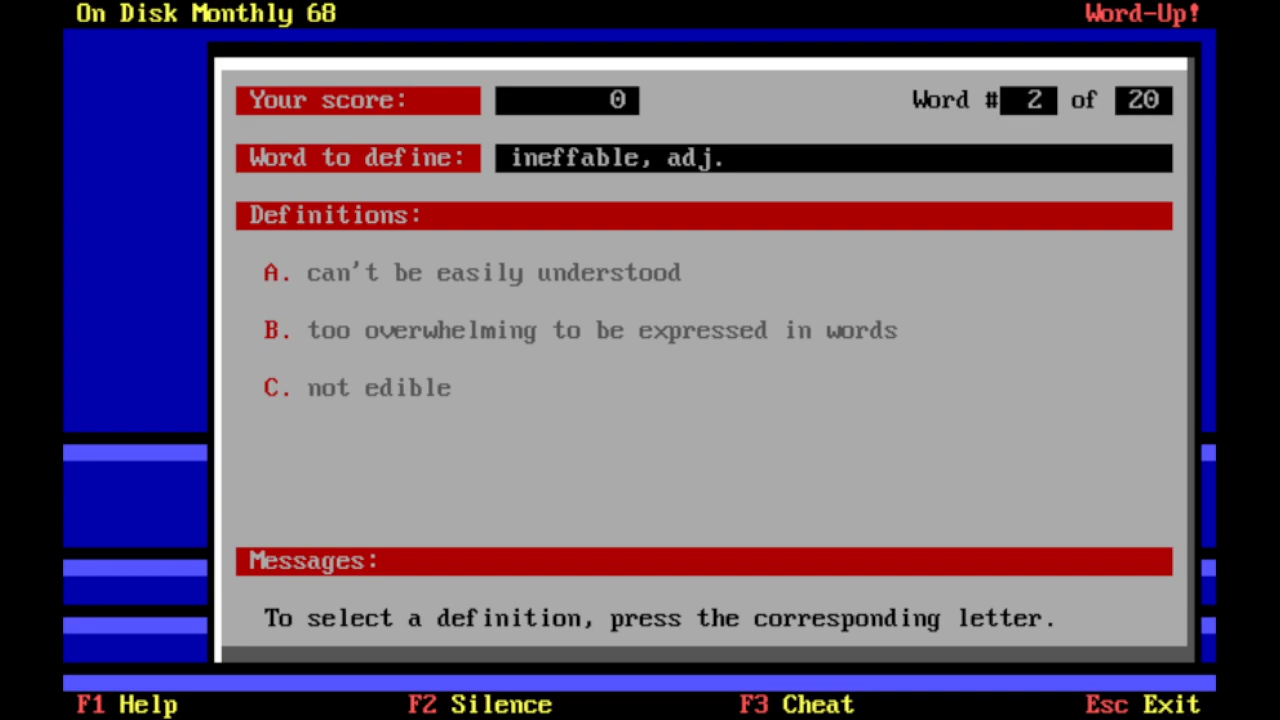 On Disk Monthly 68 Word-Up!
Your score: 0 Word # 2 of 20
Word to define: ineffable, adj.
Definitions:
A. can't be easily understood
B. too overwhelming to be expressed in words
C. not edible
Messages:
To select a definition, press the corresponding letter.
F1 Help F2 Silence F3 Cheat Esc Exit